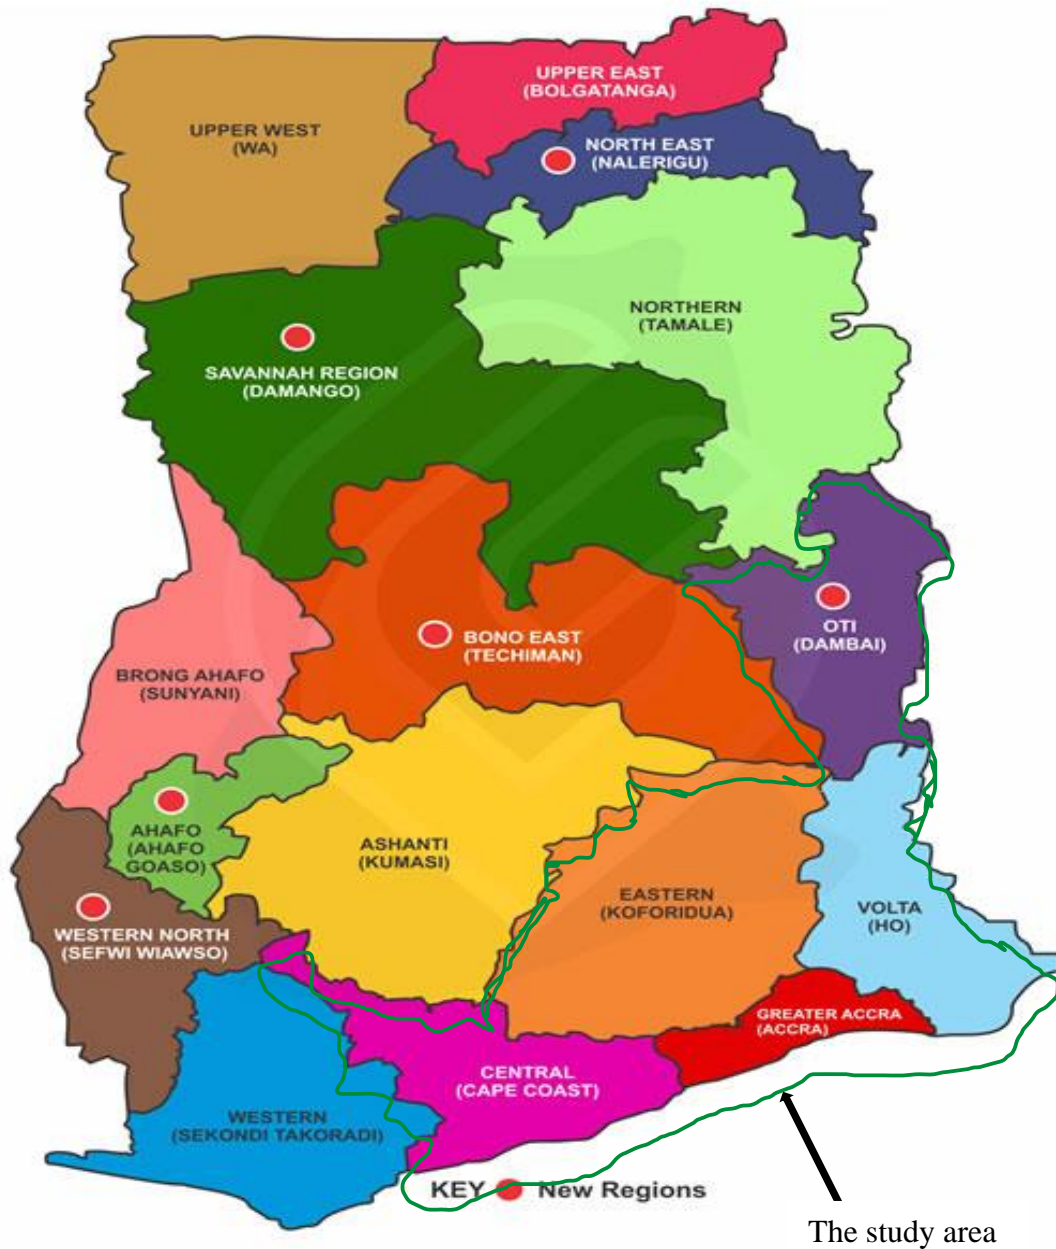 UPPER EAST
(BOLGATANGA)
UPPER WEST
(WA)
NORTH EAST
(NALERIGU)
NORTHERN
(TAMALE)
SAVANNAH REGION
(DAMANGO)
OTI
(DAMBAI)
BONO EAST
(TECHIMAN)
BRONG AHAFO
(SUNYANI)
AHAFO
(AHAFO
GOASO)
ASHANTI
(KUMASI)
EASTERN
(KOFORIDUA)
VOLTA
(HO)
WESTERN NORTH
(SEFWI WIAWSO)
GREATER ACCRA
(ACCRA)
CENTRAL
(CAPE COAST)
WESTERN
(SEKONDI TAKORADI)
KEY New Regions
The study area